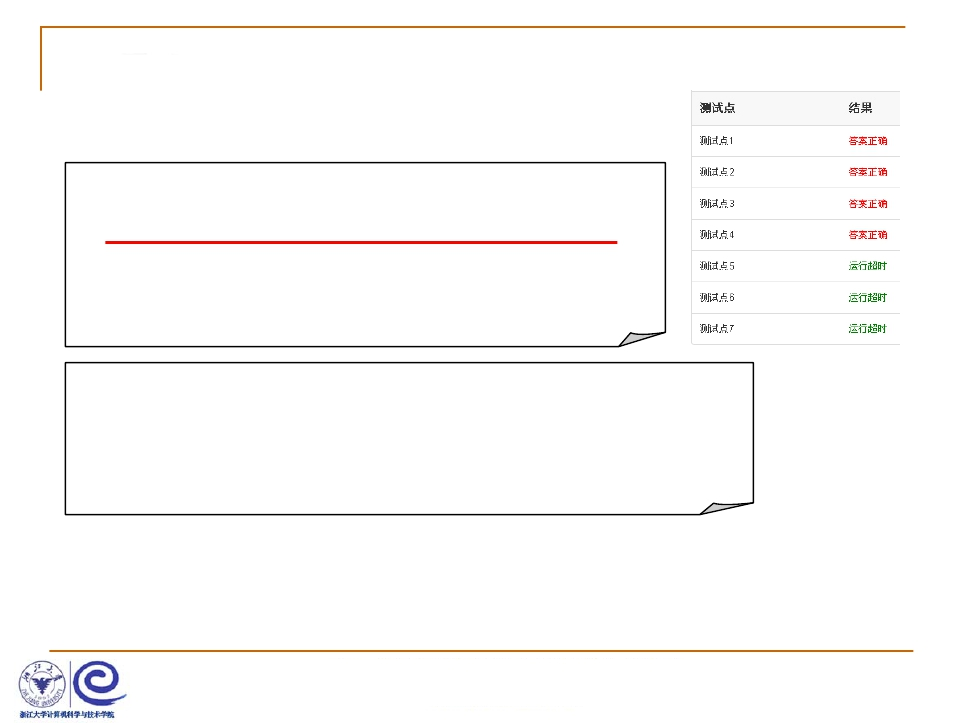 测试点 结果
测试点1 答案正确
测试点2 答案正确
测试点3 答案正确
测试点4 答案正确
测试点5 运行超时
测试点6 运行超时
测试点7 运行超时
浙江大学计算机科学与技术学院